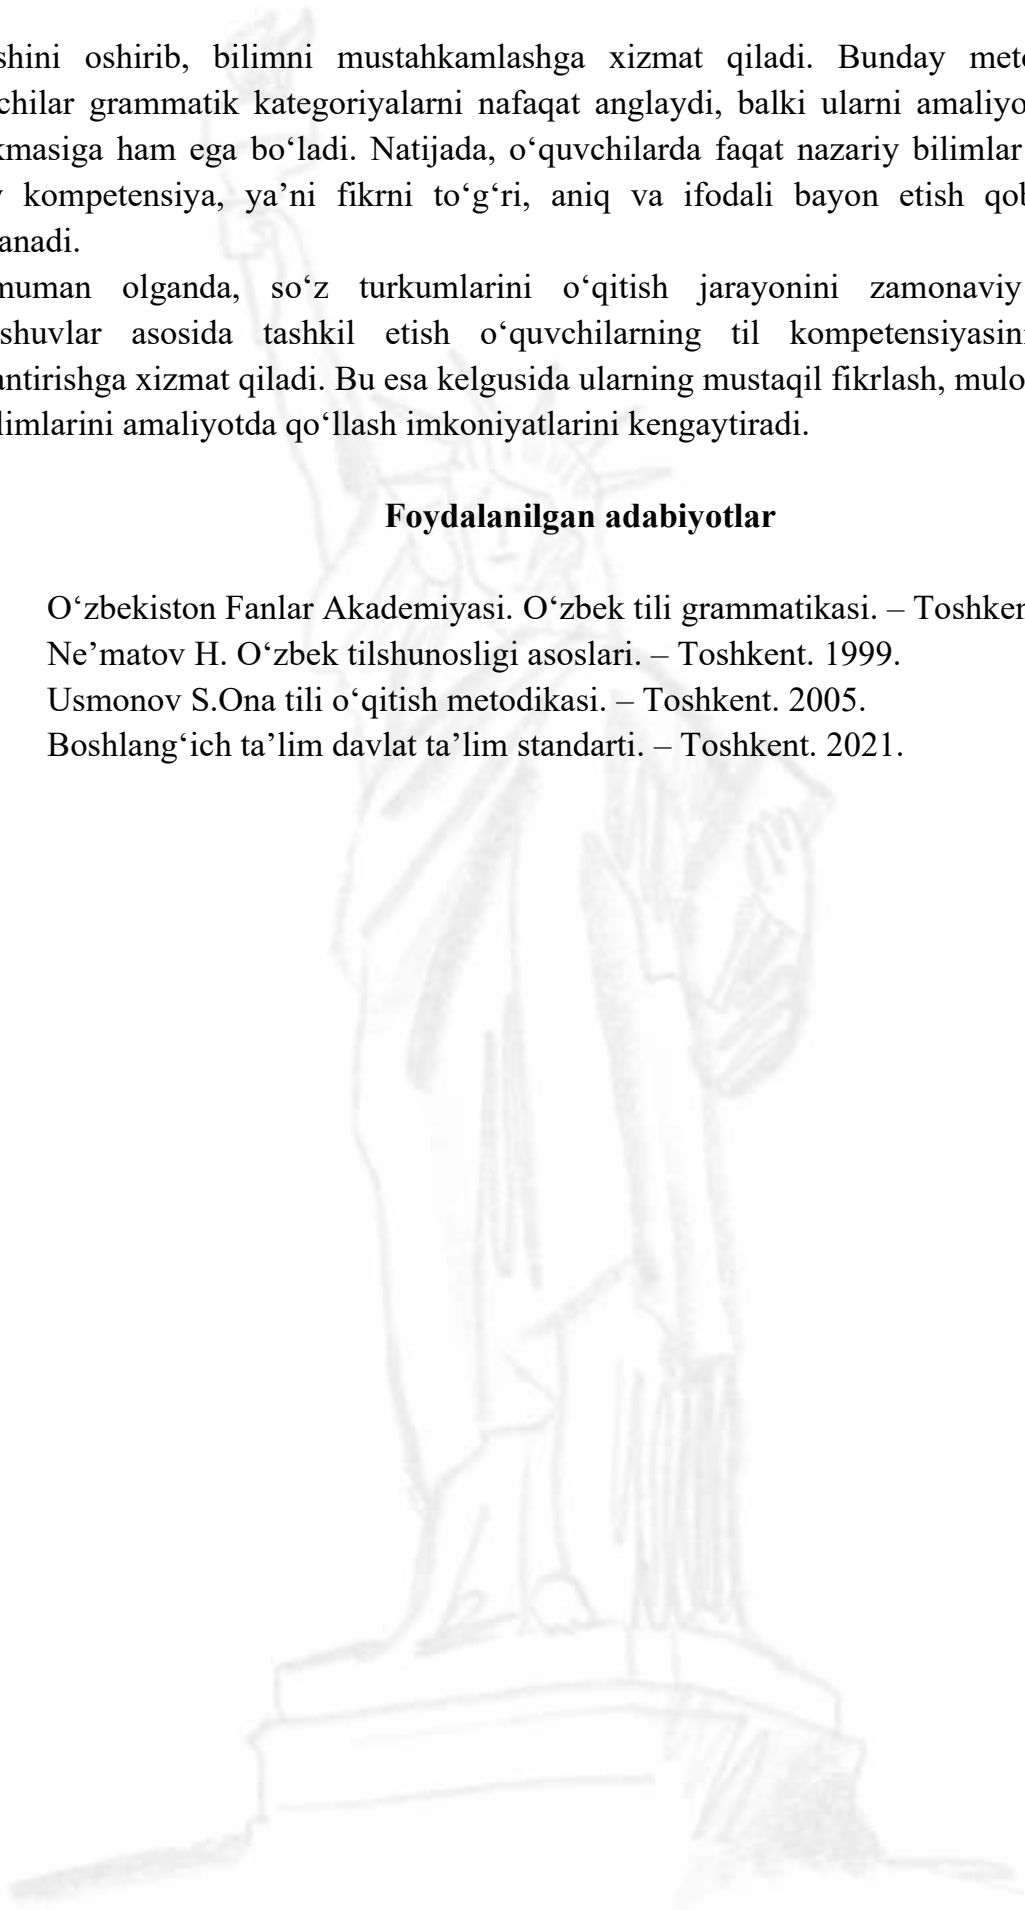 shini oshirib, bilimni mustahkamlashga xizmat qiladi. Bunday meto
chilar grammatik kategoriyalarni nafaqat anglaydi, balki ularni amaliyo
kmasiga ham ega bo‘ladi. Natijada, o‘quvchilarda faqat nazariy bilimlar
kompetensiya, ya’ni fikrni to‘g‘ri, aniq va ifodali bayon etish qob
anadi.
muman olganda, so‘z turkumlarini o‘qitish jarayonini zamonaviy
shuvlar asosida tashkil etish o‘quvchilarning til kompetensiyasin
antirishga xizmat qiladi. Bu esa kelgusida ularning mustaqil fikrlash, mulo
limlarini amaliyotda qo‘llash imkoniyatlarini kengaytiradi.
Foydalanilgan adabiyotlar
O‘zbekiston Fanlar Akademiyasi. O‘zbek tili grammatikasi. – Toshken
Ne’matov H. O‘zbek tilshunosligi asoslari. – Toshkent. 1999.
Usmonov S.Ona tili o‘qitish metodikasi. – Toshkent. 2005.
Boshlang‘ich ta’lim davlat ta’lim standarti. – Toshkent. 2021.